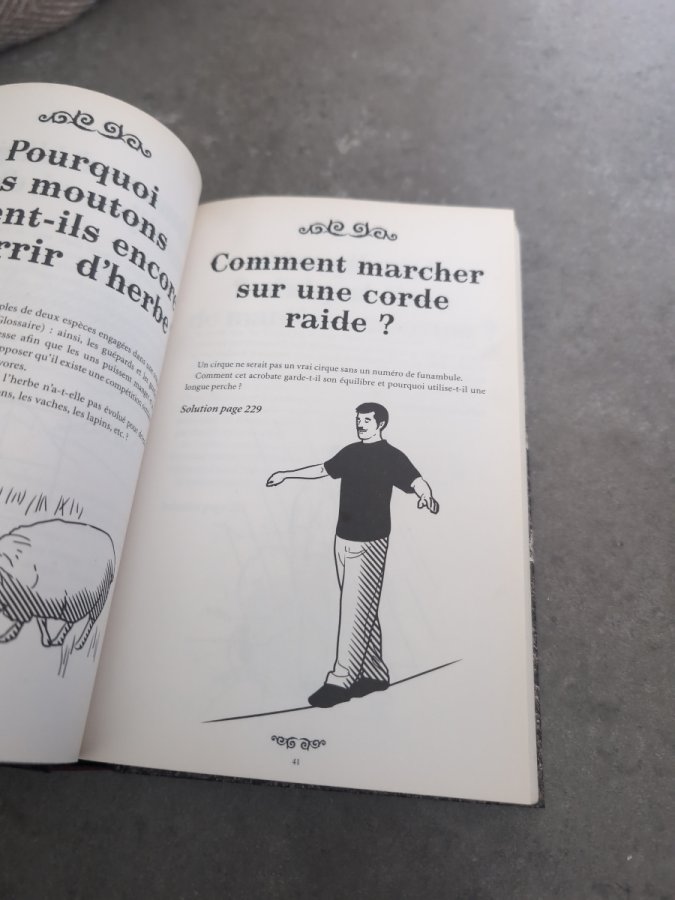 Pourquoi
s moutons
ent-ils encore
rrir d'herbe
ples de deux espèces engagées dans
Glossaire) : ainsi, les guépards et les
esse afin que les uns puissent manger
pposer qu'il existe une compétition
vores.
l'herbe n'a-t-elle pas évolué pour
ns, les vaches, les lapins, etc. ?
Comment marcher
sur une corde
raide ?
Un cirque ne serait pas un vrai cirque sans un numéro de funambule.
Comment cet acrobate garde-t-il son équilibre et pourquoi utilise-t-il une
longue perche ?
Solution page 229
41